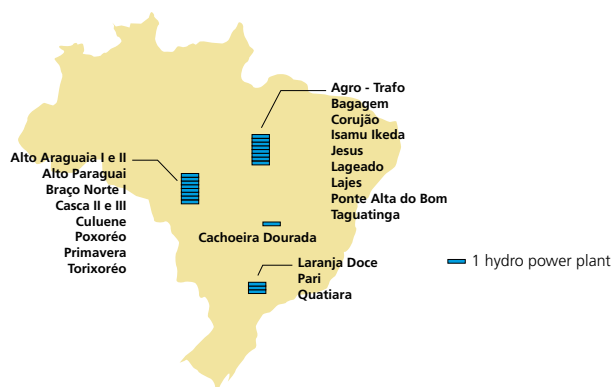 Agro - Trafo
Bagagem
Corujão
Isamu Ikeda
Jesus
Lageado
Lajes
Ponte Alta do Bom
Taguatinga
Alto Araguaia I e II
Alto Paraguai
Braço Norte I
Casca II e III
Culuene
Poxoréo
Primavera
Torixoréo
Cachoeira Dourada
Laranja Doce
Pari
Quatiara
1 hydro power plant